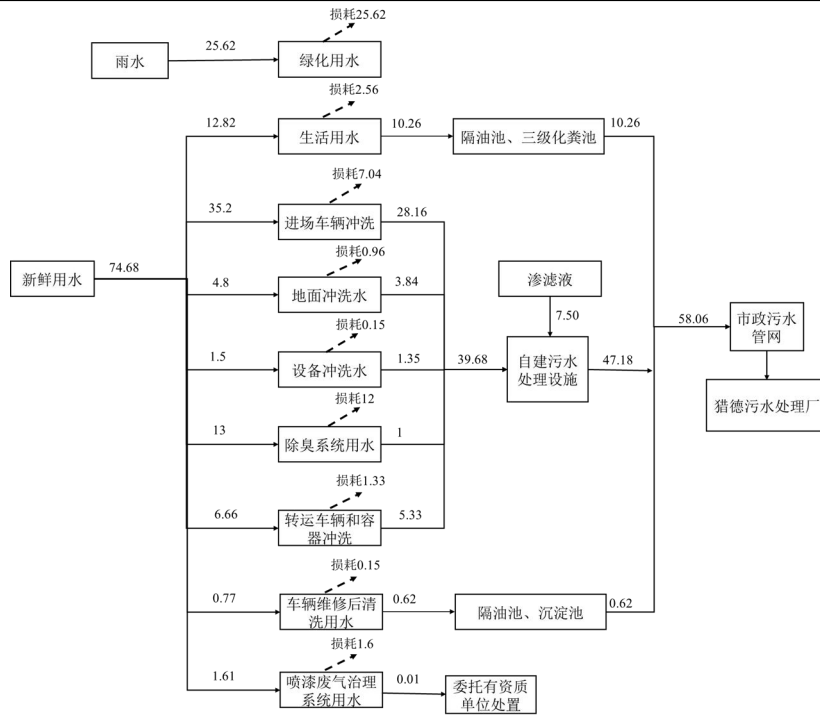 损耗25.62
雨水
25.62
绿化用水
损耗2.56
12.82
生活用水
10.26
隔油池、三级化粪池
10.26
损耗7.04
35.2
进场车辆冲洗
28.16
新鲜用水
74.68
损耗0.96
4.8
地面冲洗水
3.84
渗滤液
7.50
损耗0.15
1.5
设备冲洗水
1.35
39.68
自建污水
处理设施
47.18
58.06
市政污水
管网
猎德污水处理厂
损耗12
13
除臭系统用水
1
损耗1.33
6.66
转运车辆和容
器冲洗
5.33
损耗0.15
0.77
车辆维修后清
洗用水
0.62
隔油池、沉淀池
0.62
损耗1.6
1.61
喷漆废气治理
系统用水
0.01
委托有资质
单位处置